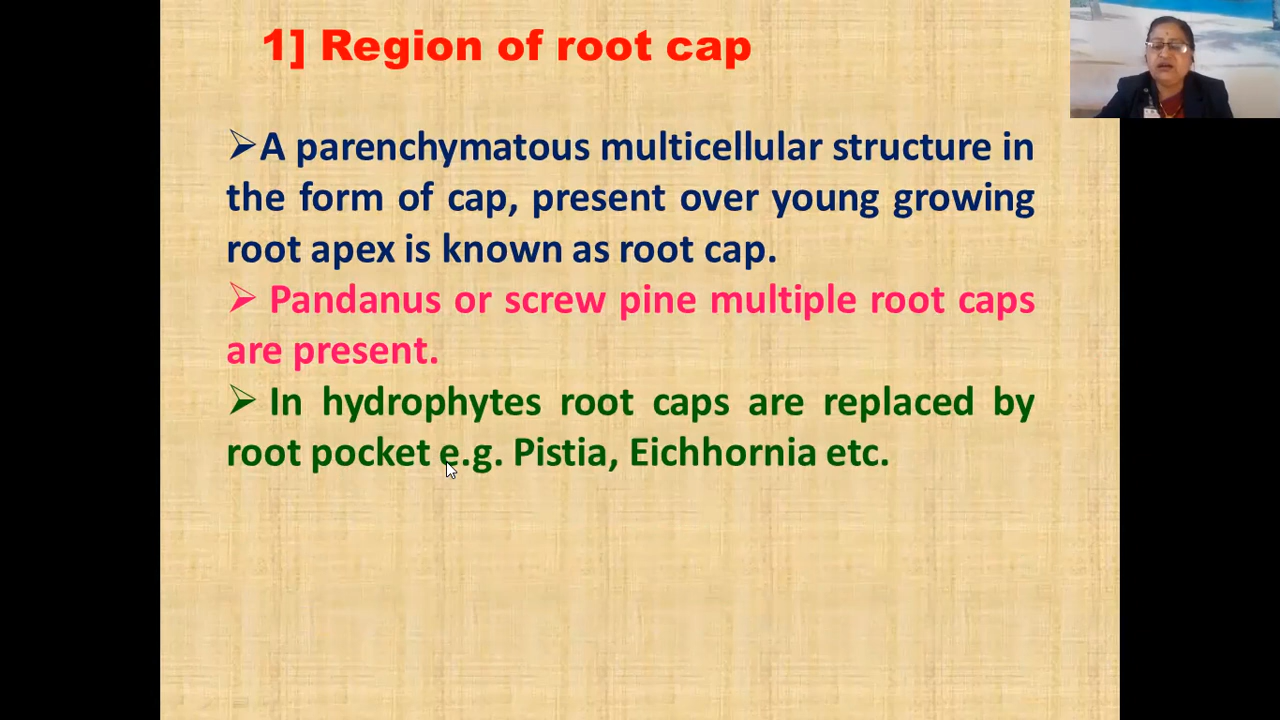 1] Region of root cap
➢A parenchymatous multicellular structure in
the form of cap, present over young growing
root apex is known as root cap.
➢ Pandanus or screw pine multiple root caps
are present.
➢ In hydrophytes root caps are replaced by
root pocket e.g. Pistia, Eichhornia etc.